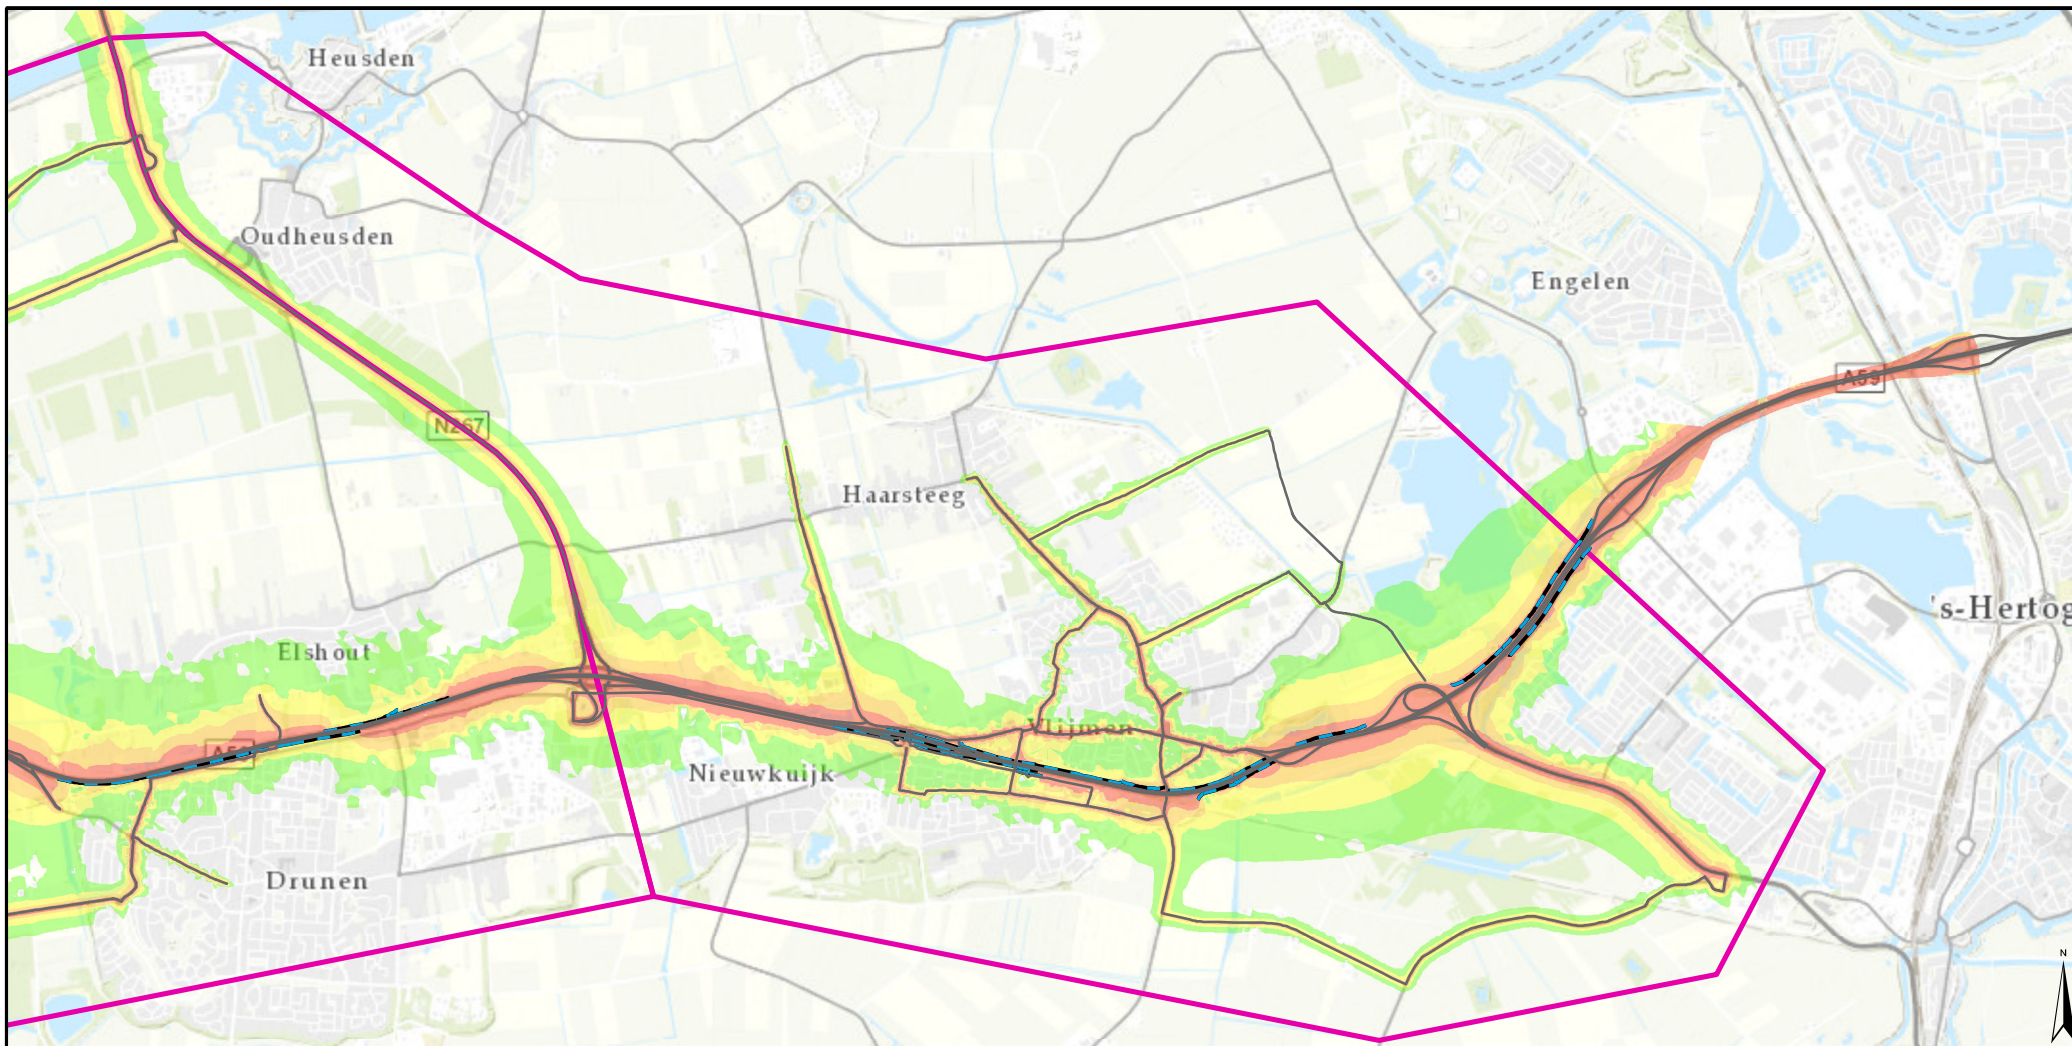 Heusden
Oudheusden
Engelen
A59
N267
Haarsteeg
's-Hertog
Elshout
Vlijmen
A59
Nieuwkuijk
Drunen
N